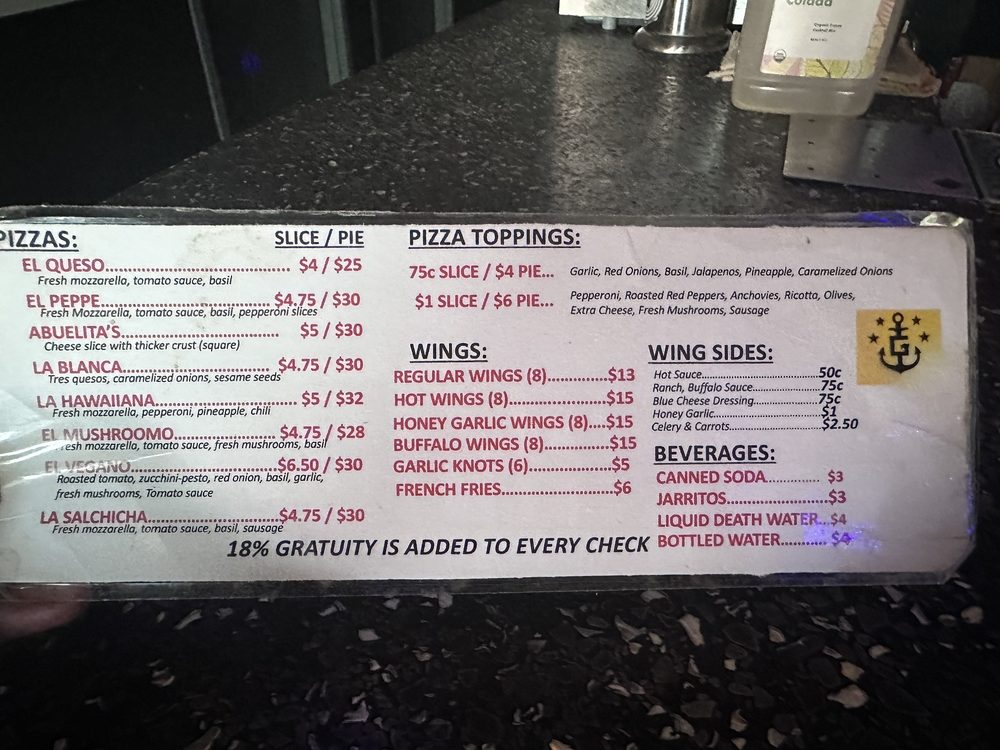 Colada
PIZZAS:
SLICE / PIE
EL QUESO.......................................... $4 / $25
Fresh mozzarella, tomato sauce, basil
EL PEPPE.......................................$4.75 / $30
Fresh Mozzarella, tomato sauce, basil, pepperoni slices
ABUELITA'S...................................... $5 / $30
Cheese slice with thicker crust (square)
LA BLANCA...................................$4.75 / $30
Tres quesos, caramelized onions, sesame seeds
LA HAWAIIANA............................... $5 / $32
Fresh mozzarella, pepperoni, pineapple, chili
EL MUSHROOMO........................ $4.75 / $28
Fresh mozzarella, tomato sauce, fresh mushrooms, basil
EL VEGANO..................................$6.50 / $30
Roasted tomato, zucchini-pesto, red onion, basil, garlic,
fresh mushrooms, Tomato sauce
LA SALCHICHA..............................$4.75 / $30
Fresh mozzarella, tomato sauce, basil, sausage
PIZZA TOPPINGS:
75c SLICE / $4 PIE... Garlic, Red Onions, Basil, Jalapenos, Pineapple, Caramelized Onions
$1 SLICE / $6 PIE... Pepperoni, Roasted Red Peppers, Anchovies, Ricotta, Olives,
Extra Cheese, Fresh Mushrooms, Sausage
WINGS:
REGULAR WINGS (8)..............$13
HOT WINGS (8).......................$15
HONEY GARLIC WINGS (8)....$15
BUFFALO WINGS (8)...............$15
GARLIC KNOTS (6)...................$5
FRENCH FRIES..........................$6
WING SIDES:
Hot Sauce.................................50c
Ranch, Buffalo Sauce...................75c
Blue Cheese Dressing...................75c
Honey Garlic.............................$1
Celery & Carrots.........................$2.50
BEVERAGES:
CANNED SODA............. $3
JARRITOS.......................$3
LIQUID DEATH WATER...$4
BOTTLED WATER.......... $4
18% GRATUITY IS ADDED TO EVERY CHECK